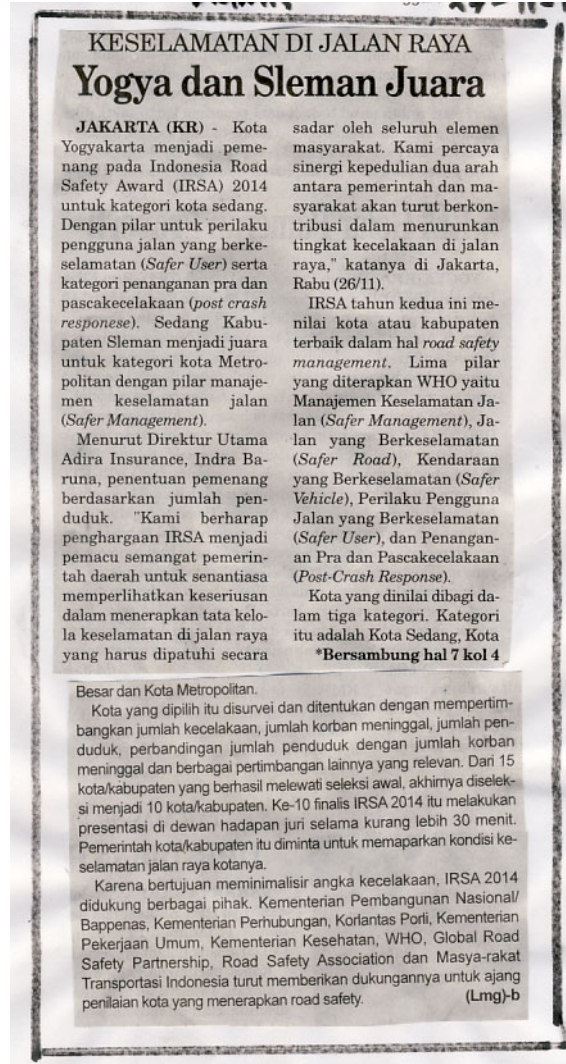 KESELAMATAN DI JALAN RAYA
Yogya dan Sleman Juara
JAKARTA (KR) - Kota
Yogyakarta menjadi peme-
nang pada Indonesia Road
Safety Award (IRSA) 2014
untuk kategori kota sedang.
Dengan pilar untuk perilaku
pengguna jalan yang berke-
selamatan (Safer User) serta
kategori penanganan pra dan
pascakecelakaan (post crash
responese). Sedang Kabu-
paten Sleman menjadi juara
untuk kategori kota Metro-
politan dengan pilar manaje-
men keselamatan jalan
(Safer Management).
Menurut Direktur Utama
Adira Insurance, Indra Ba-
runa, penentuan pemenang
berdasarkan jumlah pen-
duduk. "Kami berharap
penghargaan IRSA menjadi
pemacu semangat pemerin-
tah daerah untuk senantiasa
memperlihatkan keseriusan
dalam menerapkan tata kelo-
la keselamatan di jalan raya
yang harus dipatuhi secara
sadar oleh seluruh elemen
masyarakat. Kami percaya
sinergi kepedulian dua arah
antara pemerintah dan ma-
syarakat akan turut berkon-
tribusi dalam menurunkan
tingkat kecelakaan di jalan
raya," katanya di Jakarta,
Rabu (26/11).
IRSA tahun kedua ini me-
nilai kota atau kabupaten
terbaik dalam hal road safety
management. Lima pilar
yang diterapkan WHO yaitu
Manajemen Keselamatan Ja-
lan (Safer Management), Ja-
lan yang Berkeselamatan
(Safer Road), Kendaraan
yang Berkeselamatan (Safer
Vehicle), Perilaku Pengguna
Jalan yang Berkeselamatan
(Safer User), dan Penangan-
an Pra dan Pascakecelakaan
(Post-Crash Response).
Kota yang dinilai dibagi da-
lam tiga kategori. Kategori
itu adalah Kota Sedang, Kota
*Bersambung hal 7 kol 4
Besar dan Kota Metropolitan.
Kota yang dipilih itu disurvei dan ditentukan dengan mempertim-
bangkan jumlah kecelakaan, jumlah korban meninggal, jumlah pen-
duduk, perbandingan jumlah penduduk dengan jumlah korban
meninggal dan berbagai pertimbangan lainnya yang relevan. Dari 15
kota/kabupaten yang berhasil melewati seleksi awal, akhirnya diselek-
si menjadi 10 kota/kabupaten. Ke-10 finalis IRSA 2014 itu melakukan
presentasi di dewan hadapan juri selama kurang lebih 30 menit.
Pemerintah kota/kabupaten itu diminta untuk memaparkan kondisi ke-
selamatan jalan raya kotanya.
Karena bertujuan meminimalisir angka kecelakaan, IRSA 2014
didukung berbagai pihak. Kementerian Pembangunan Nasional/
Bappenas, Kementerian Perhubungan, Korlantas Porli, Kementerian
Pekerjaan Umum, Kementerian Kesehatan, WHO, Global Road
Safety Partnership, Road Safety Association dan Masya-rakat
Transportasi Indonesia turut memberikan dukungannya untuk ajang
penilaian kota yang menerapkan road safety. (Lmg)-b